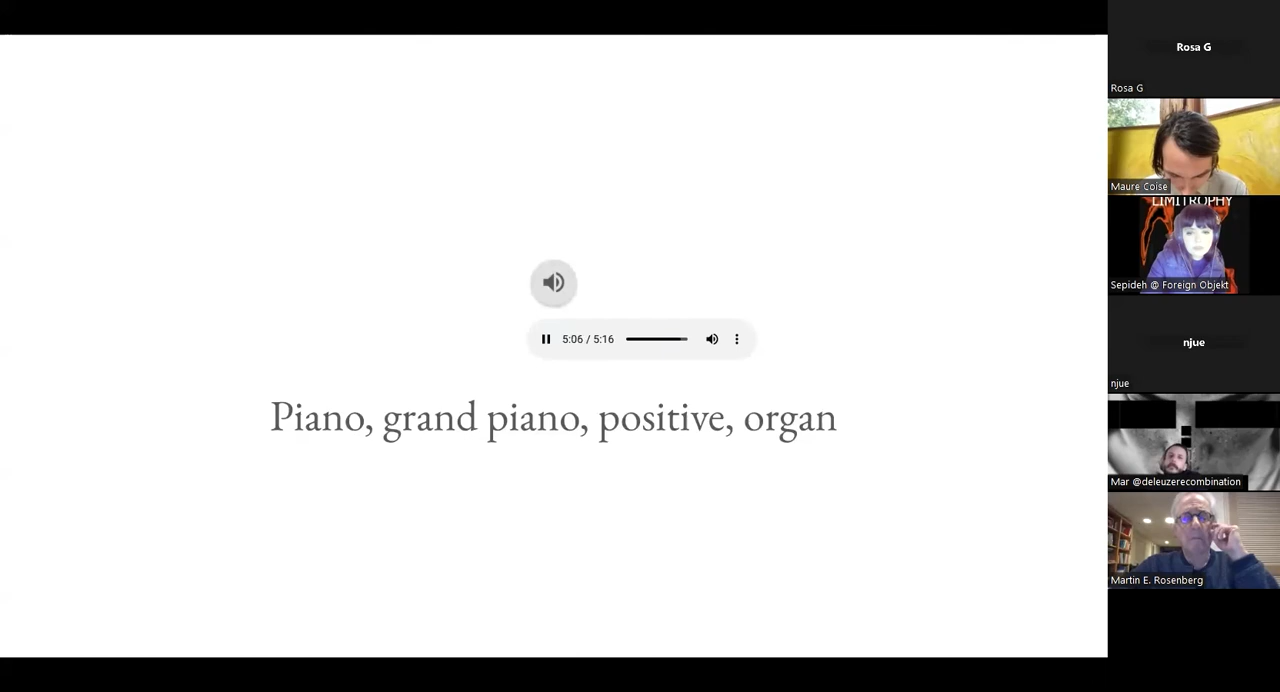 5:06 / 5:16
Piano, grand piano, positive, organ
Rosa G
Rosa G
Maure Coise
LIMITROPHY
Sepideh @ Foreign Objekt
njue
njue
Mar @deleuzerecombination
Martin E. Rosenberg